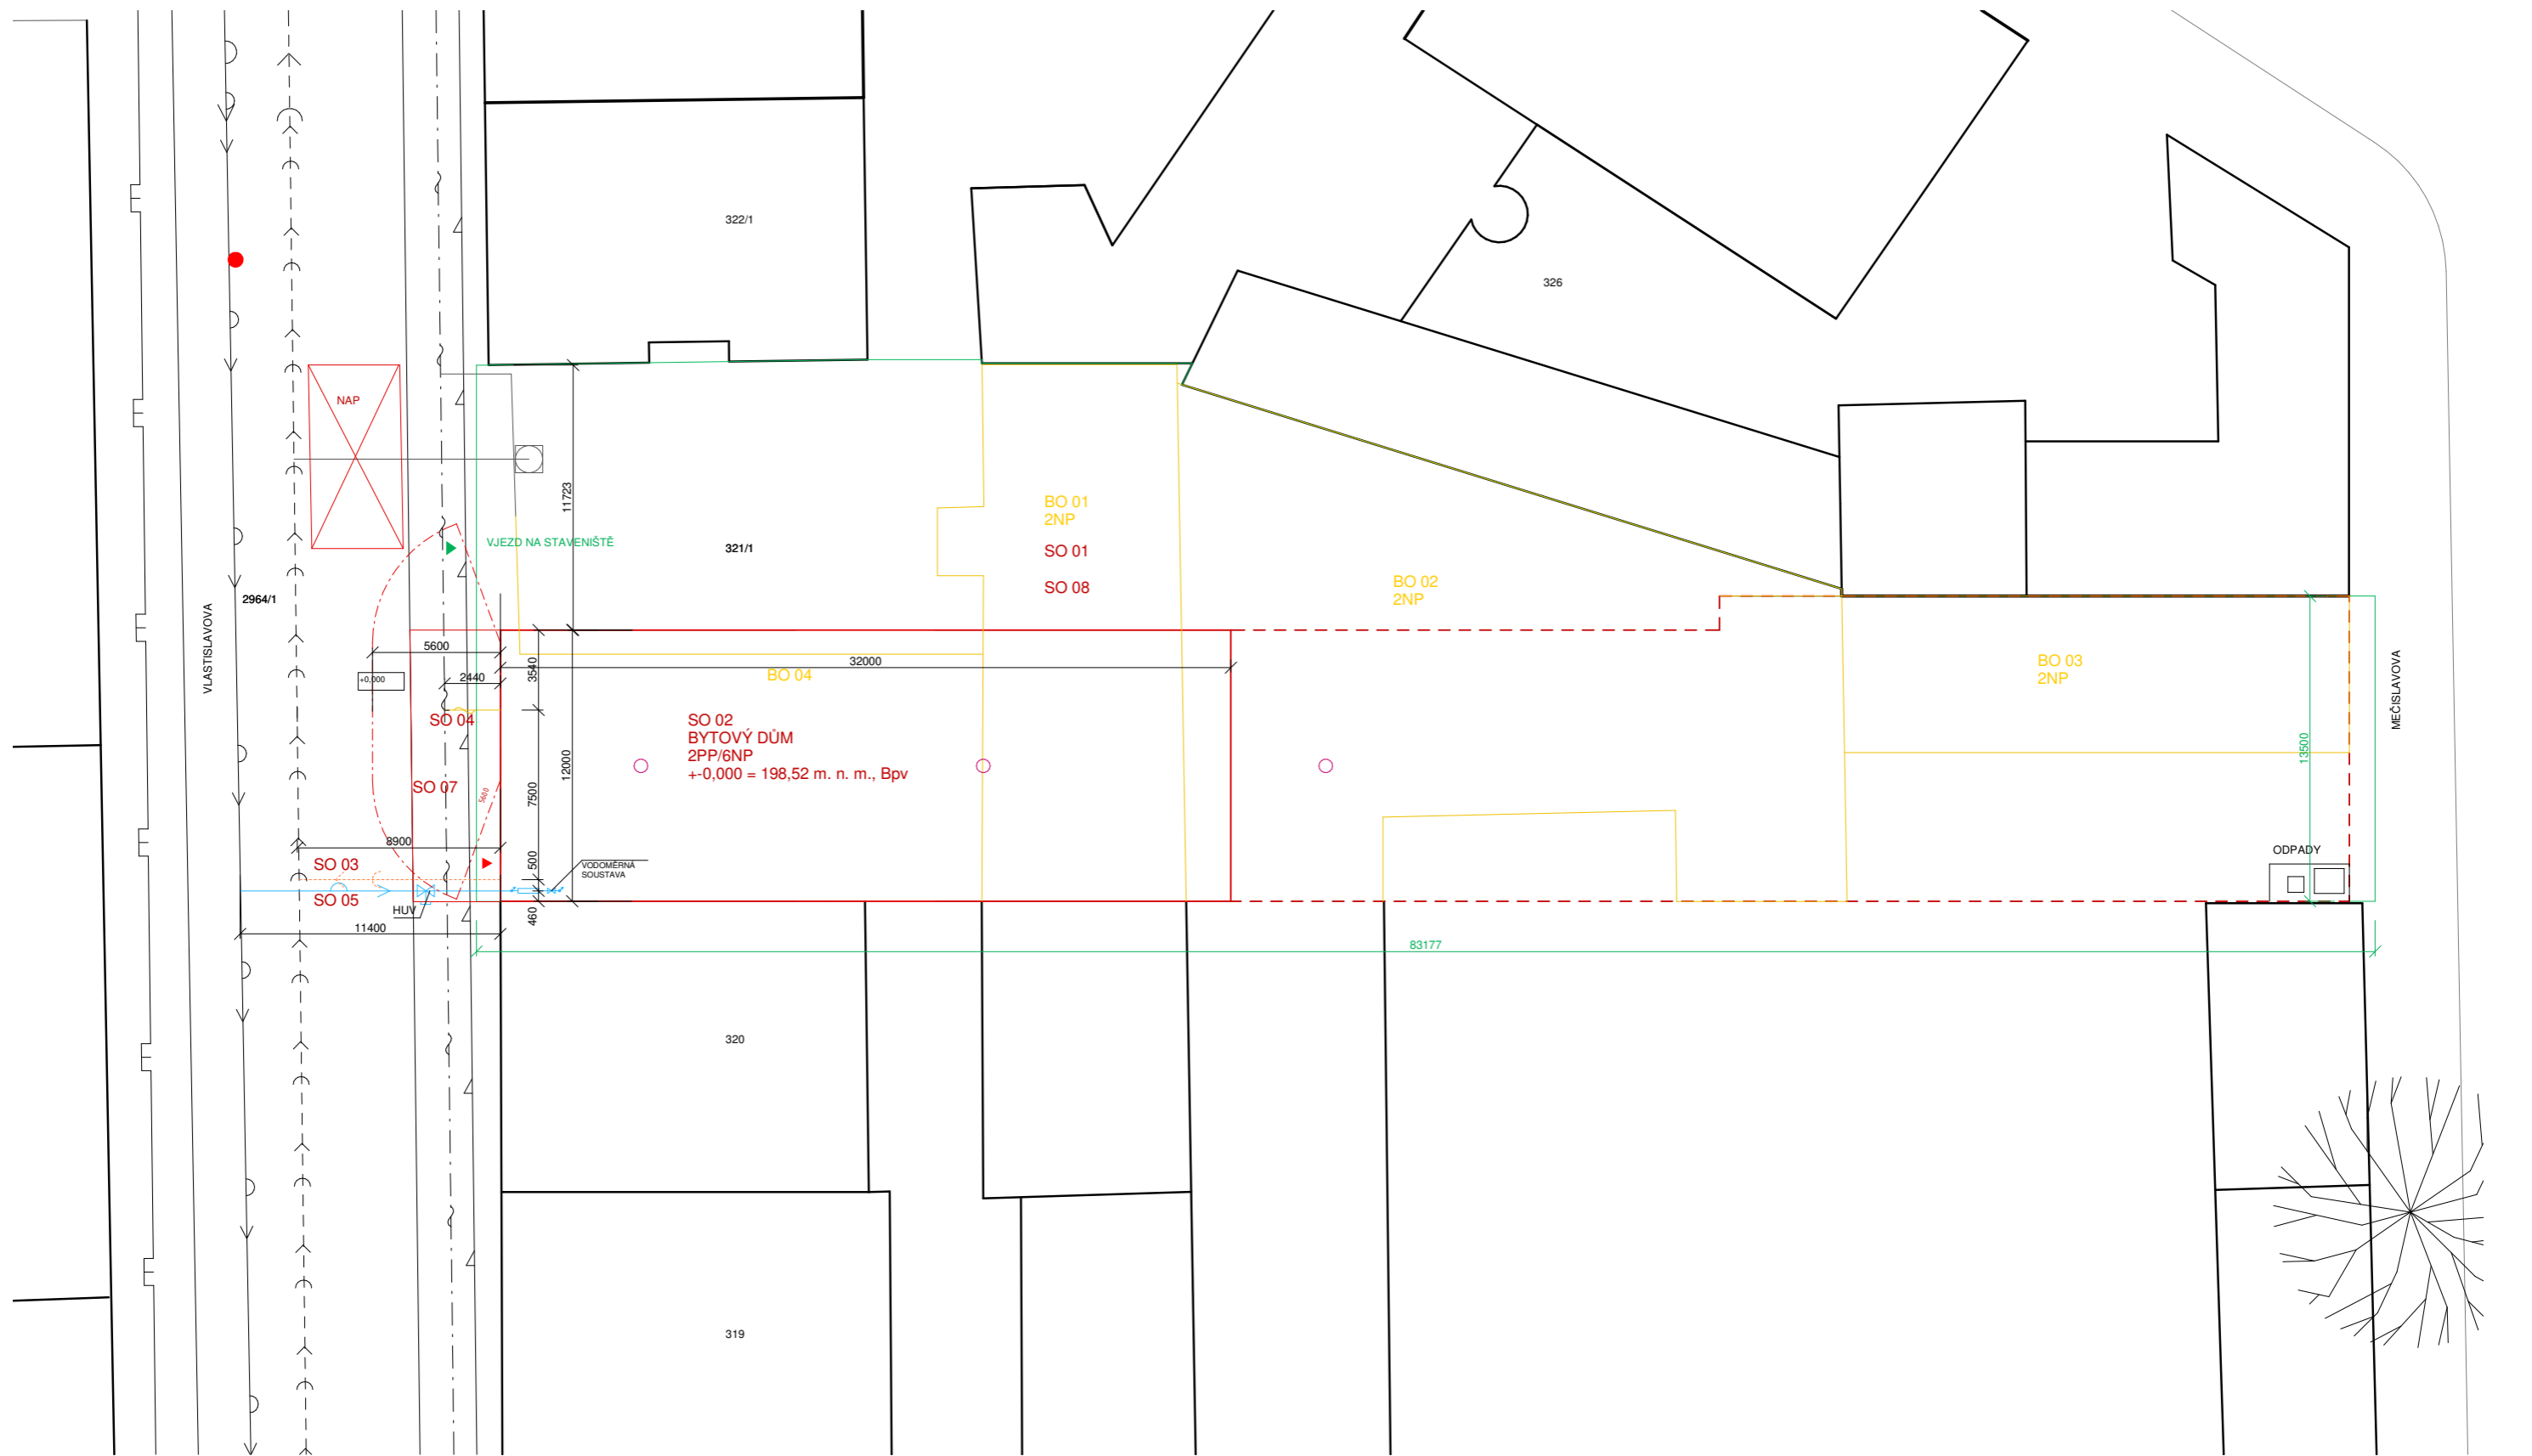 322/1
326
NAP
11723
VJEZD NA STAVENIŠTĚ
321/1
BO 01
2NP
SO 01
SO 08
BO 02
2NP
2964/1
VLASTISLAVOVA
5600
3540
32000
2440
+0,000
BO 04
BO 03
2NP
MEČISLAVOVA
SO 04
SO 02
BYTOVÝ DŮM
2PP/6NP
+-0,000 = 198,52 m. n. m., Bpv
13500
12000
7500
SO 07
5600
8900
SO 03
500
VODOMĚRNÁ
SOUSTAVA
ODPADY
SO 05
HUV
460
11400
83177
320
319